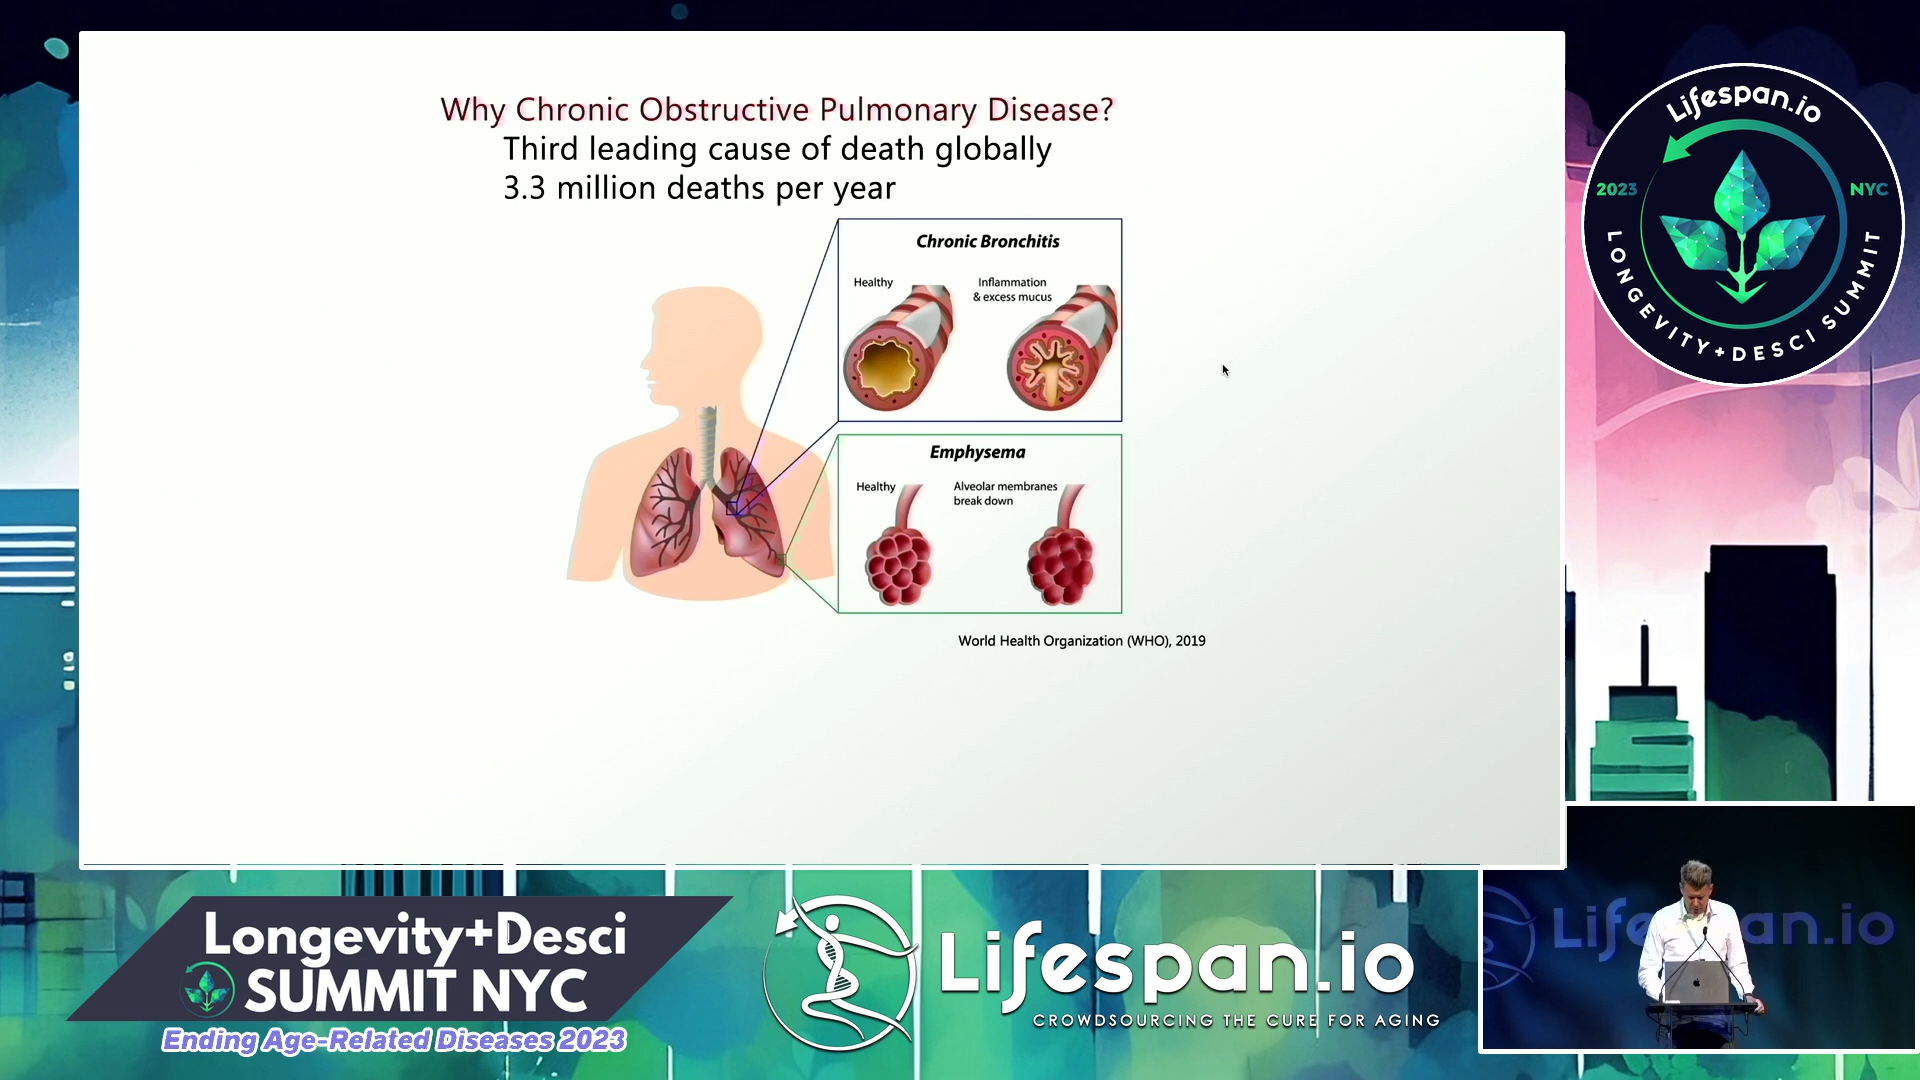 Why Chronic Obstructive Pulmonary Disease?
Third leading cause of death globally
3.3 million deaths per year
Chronic Bronchitis
Healthy
Inflammation
& excess mucus
Emphysema
Healthy
Alveolar membranes
break down
World Health Organization (WHO), 2019
Lifespan.io
2023
NYC
LONGEVITY+DESCI SUMMIT
Longevity+Desci
SUMMIT NYC
Ending Age-Related Diseases 2023
Lifespan.io
CROWDSOURCING THE CURE FOR AGING
Lifespan.io